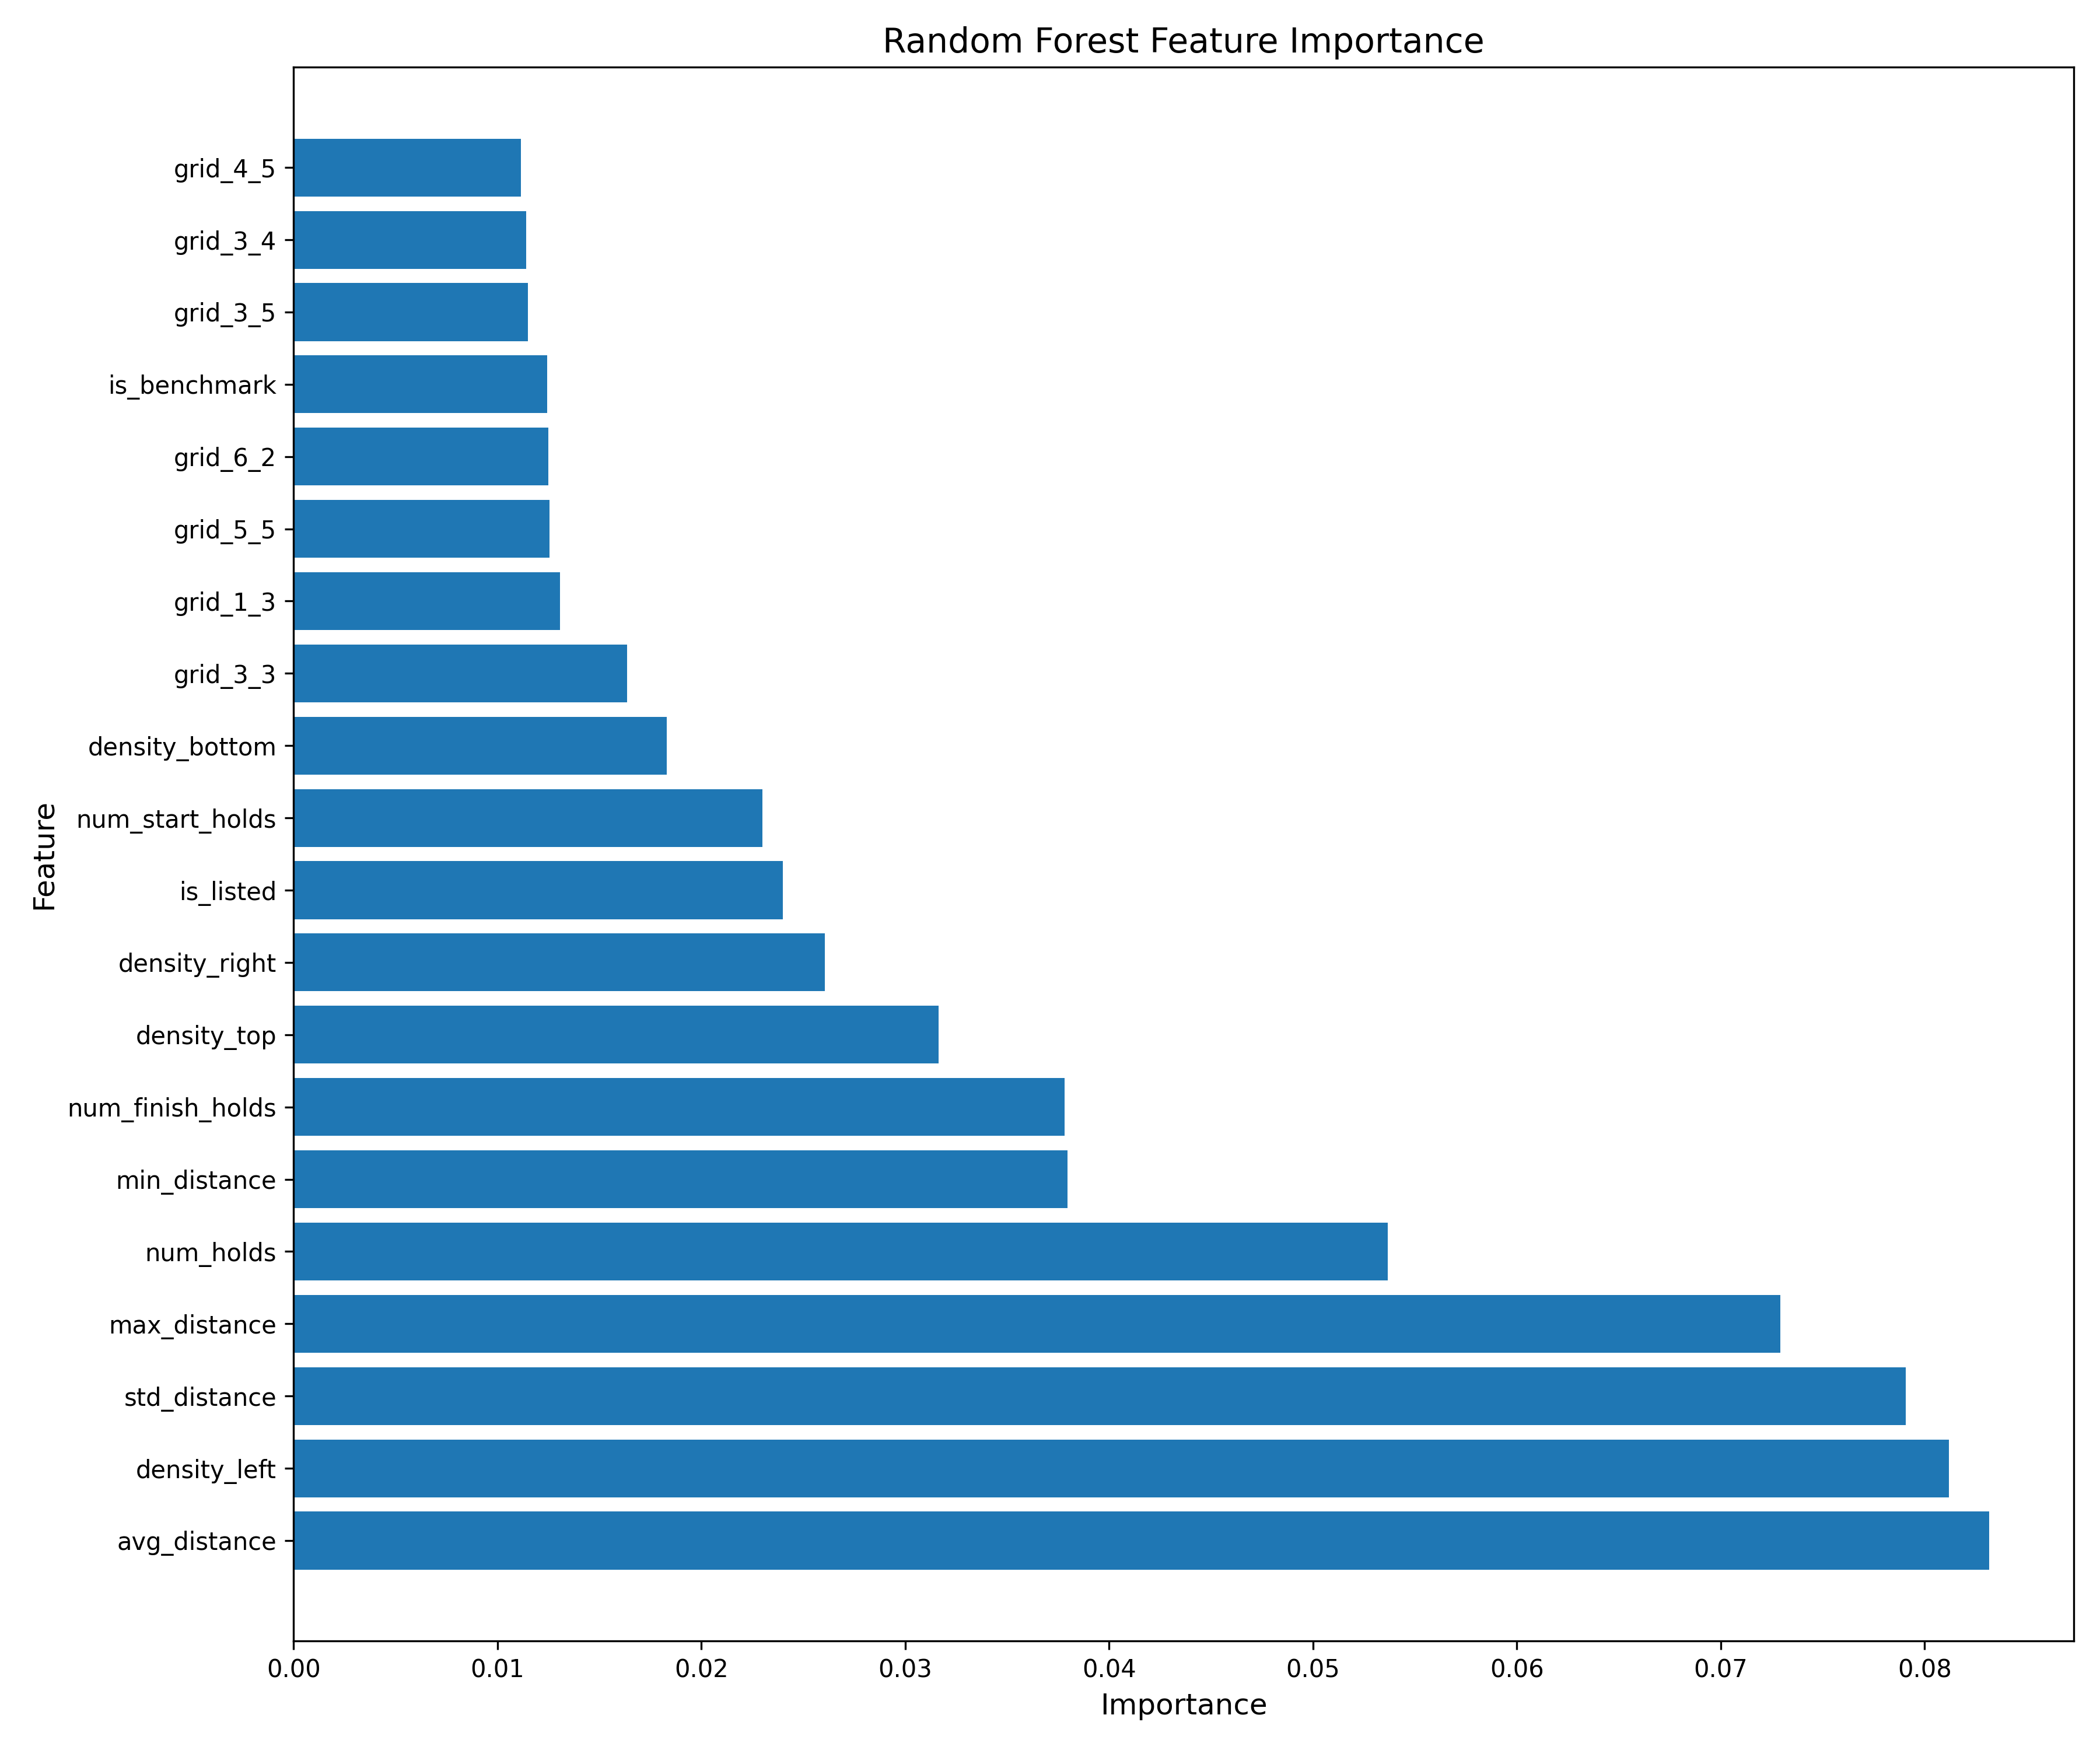 Random Forest Feature Importance
grid_4_5
grid_3_4
grid_3_5
is_benchmark
grid_6_2
grid_5_5
grid_1_3
grid_3_3
density_bottom
num_start_holds
is_listed
density_right
density_top
num_finish_holds
min_distance
num_holds
max_distance
std_distance
density_left
avg_distance
Feature
0.00 0.01 0.02 0.03 0.04 0.05 0.06 0.07 0.08
Importance